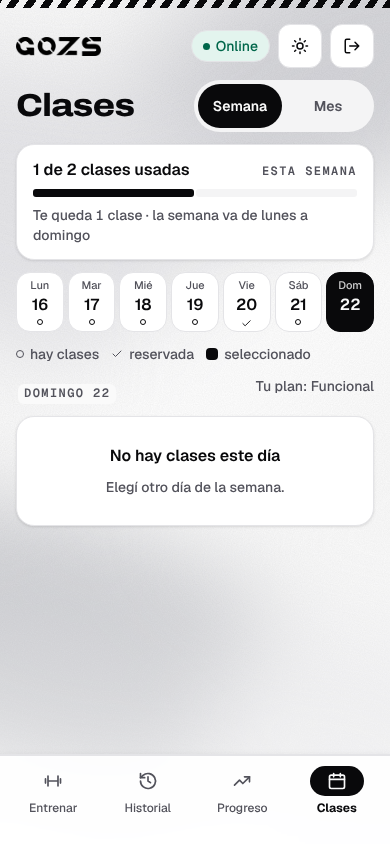 GOZS
Online
Clases
Semana
Mes
1 de 2 clases usadas
ESTA SEMANA
Te queda 1 clase · la semana va de lunes a
domingo
Lun
16
Mar
17
Mié
18
Jue
19
Vie
20
Sáb
21
Dom
22
hay clases
reservada
seleccionado
DOMINGO 22
Tu plan: Funcional
No hay clases este día
Elegí otro día de la semana.
Entrenar
Historial
Progreso
Clases